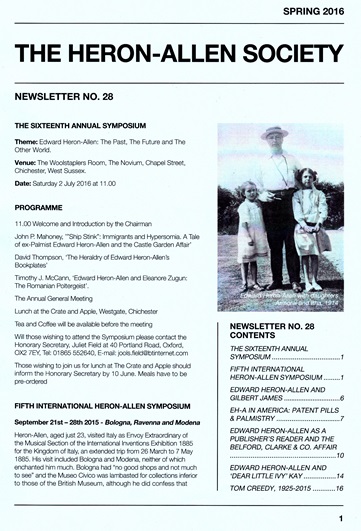 SPRING 2016
THE HERON-ALLEN SOCIETY
NEWSLETTER NO. 28
THE SIXTEENTH ANNUAL SYMPOSIUM
Theme: Edward Heron-Allen: The Past, The Future and The
Other World.
Venue: The Woolstaplers Room, The Novium, Chapel Street,
Chichester, West Sussex.
Date: Saturday 2 July 2016 at 11.00
PROGRAMME
11.00 Welcome and Introduction by the Chairman
John P. Mahoney, '"Ship Stink": Immigrants and Hyperosmia. A Tale
of ex-Palmist Edward Heron-Allen and the Castle Garden Affair'
David Thompson, 'The Heraldry of Edward Heron-Allen's
Bookplates'
Timothy J. McCann, 'Edward Heron-Allen and Eleanore Zugun:
The Romanian Poltergeist'.
The Annual General Meeting
Lunch at the Crate and Apple, Westgate, Chichester
Tea and Coffee will be available before the meeting
Will those wishing to attend the Symposium please contact the
Honorary Secretary, Juliet Field at 40 Portland Road, Oxford,
OX2 7EY, Tel: 01865 552640, E-mail: jools.field@btinternet.com
Those wishing to join us for lunch at The Crate and Apple should
inform the Honorary Secretary by 10 June. Meals have to be
pre-ordered
FIFTH INTERNATIONAL HERON-ALLEN SYMPOSIUM
September 21st – 28th 2015 - Bologna, Ravenna and Modena
Heron-Allen, aged just 23, visited Italy as Envoy Extraordinary of
the Musical Section of the International Inventions Exhibition 1885
for the Kingdom of Italy, an extended trip from 26 March to 7 May
1885. His visit included Bologna and Modena, neither of which
enchanted him much. Bologna had "no good shops and not much
to see" and the Museo Civico was lambasted for collections inferior
to those of the British Museum, although he did confess that
Edward Heron-Allen with daughters
Armorel and Ilria, 1914
NEWSLETTER NO. 28
CONTENTS
THE SIXTEENTH ANNUAL
SYMPOSIUM ..........................1
FIFTH INTERNATIONAL
HERON-ALLEN SYMPOSIUM ........1
EDWARD HERON-ALLEN AND
GILBERT JAMES .......................6
EH-A IN AMERICA: PATENT PILLS
& PALMISTRY ..........................7
EDWARD HERON-ALLEN AS A
PUBLISHER'S READER AND THE
BELFORD, CLARKE & CO. AFFAIR
..........................................10
EDWARD HERON-ALLEN AND
"DEAR LITTLE IVY" KAY .............14
TOM CREEDY, 1925-2015 ...........16
1